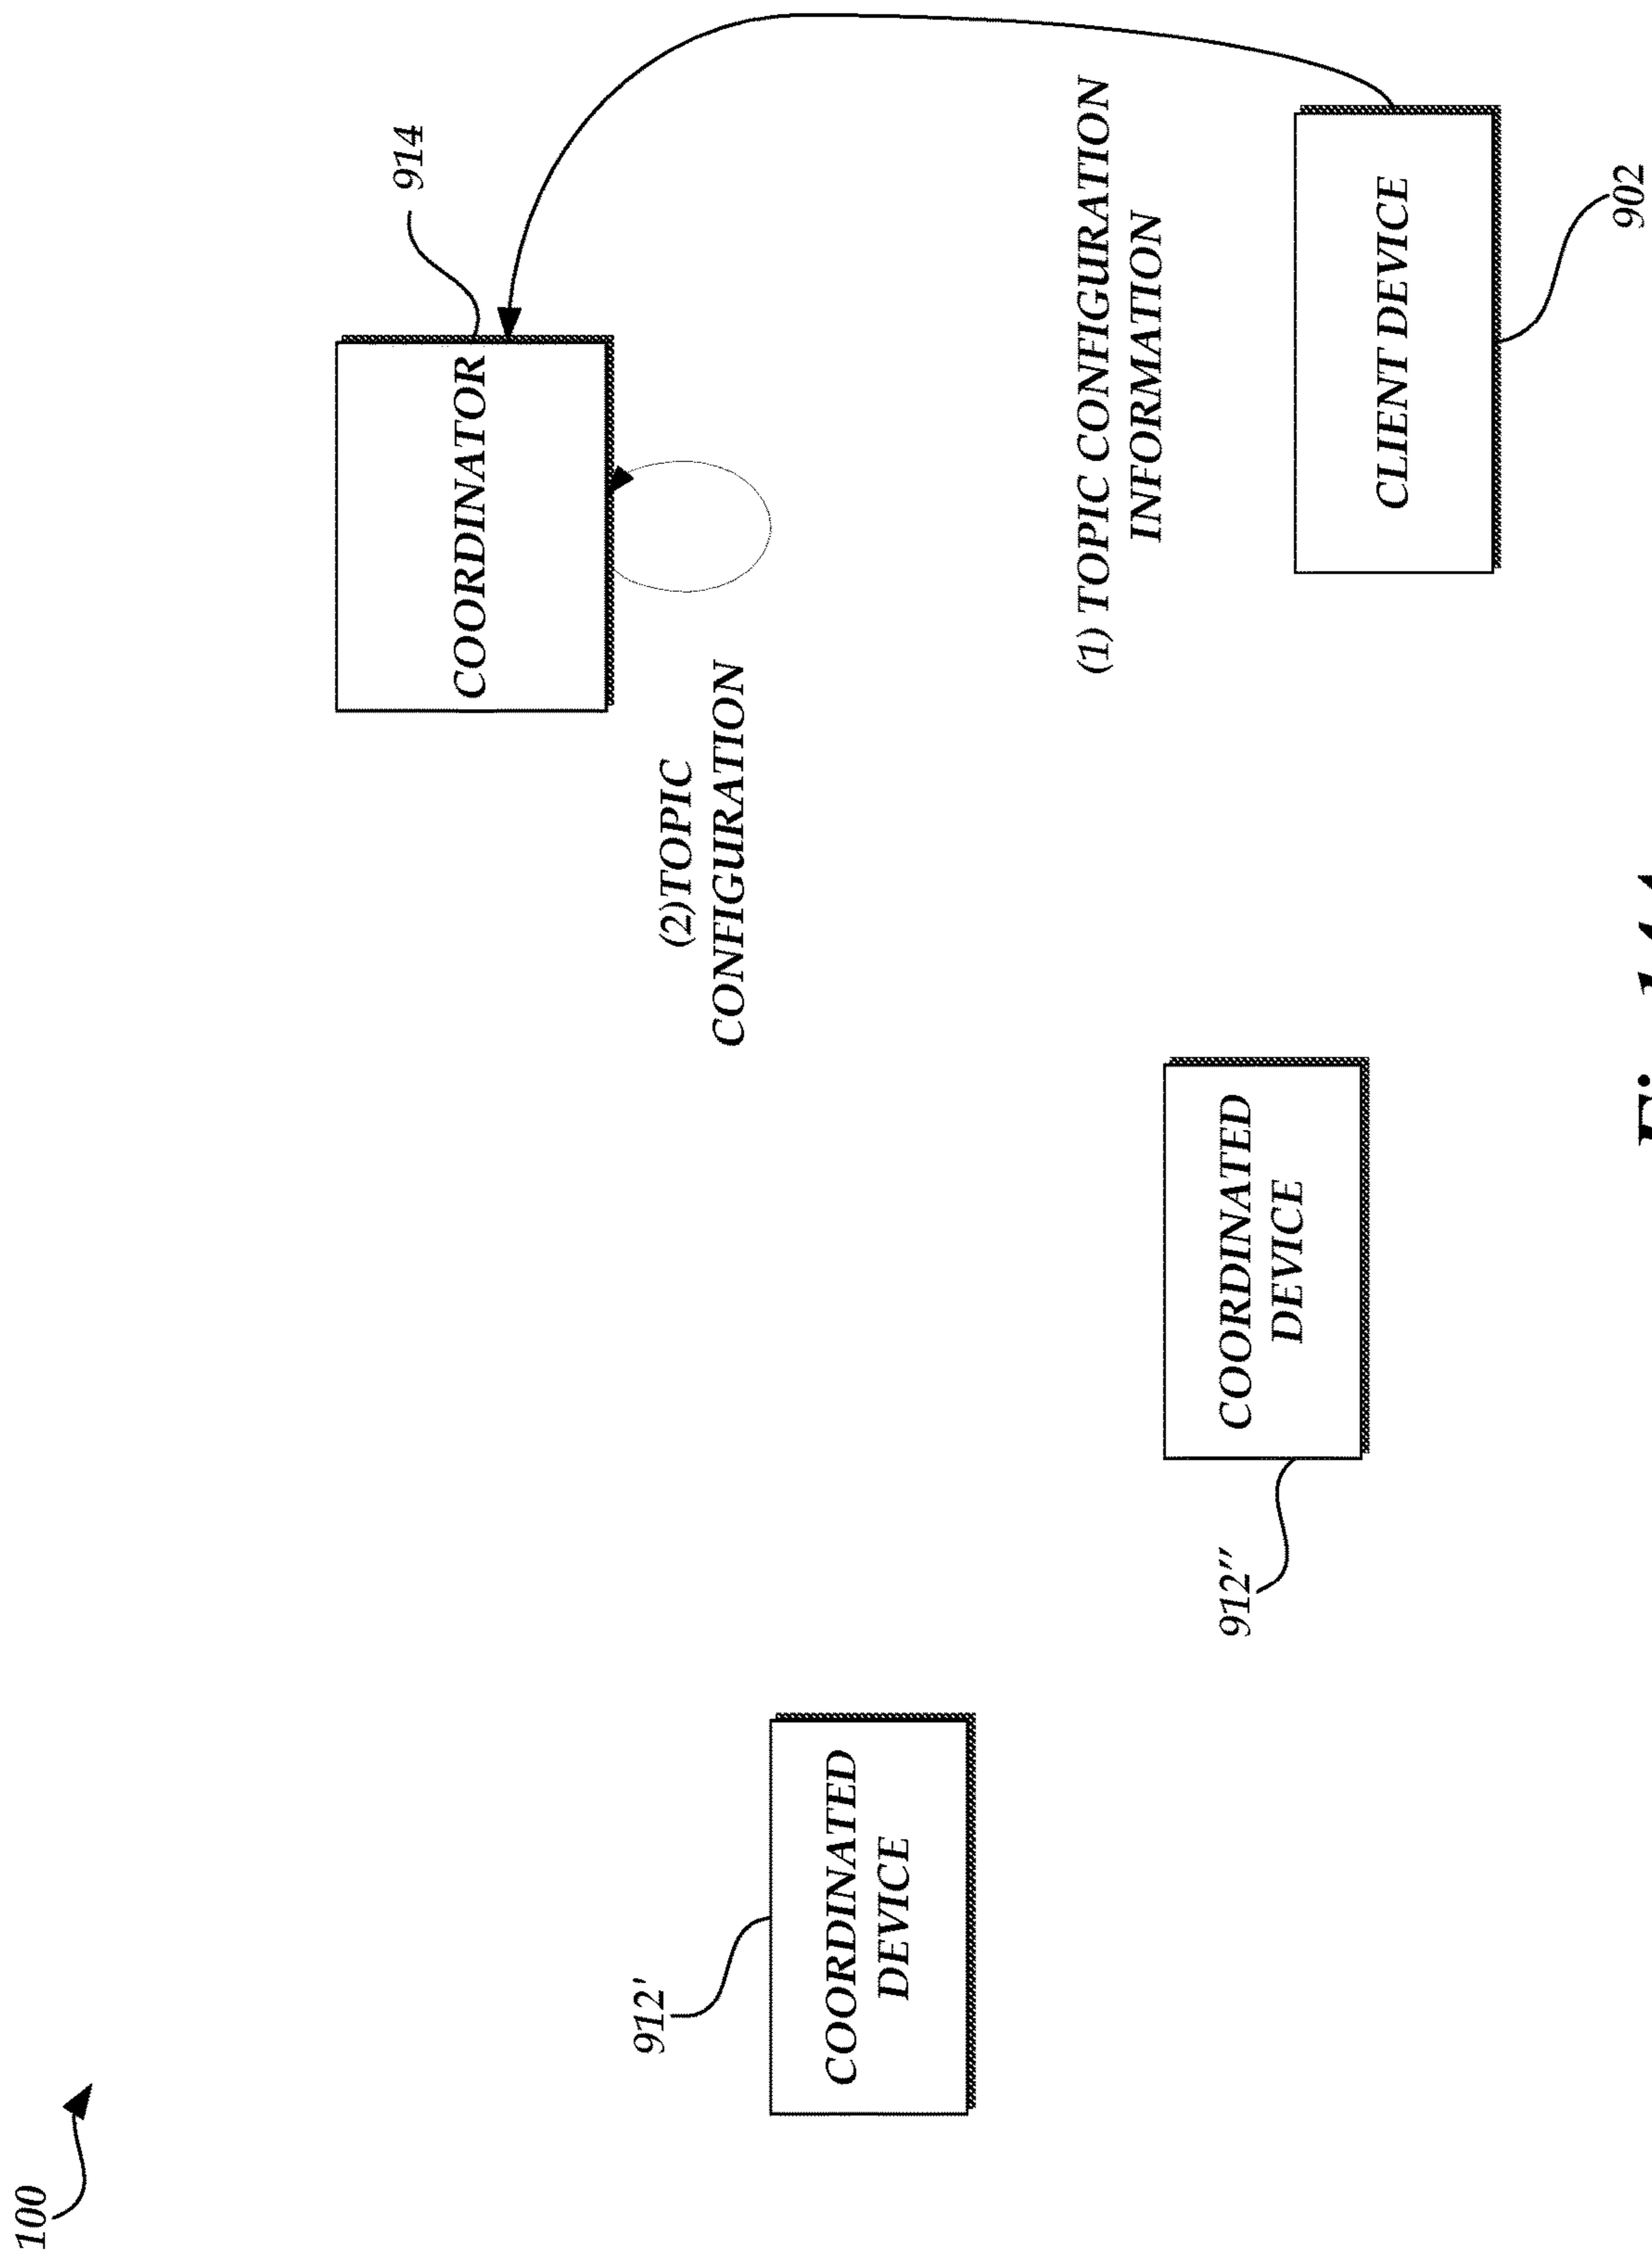 100
914
COORDINATOR
912'
(2)TOPIC
CONFIGURATION
COORDINATED
DEVICE
(1) TOPIC CONFIGURATION
INFORMATION
912''
COORDINATED
DEVICE
CLIENT DEVICE
902